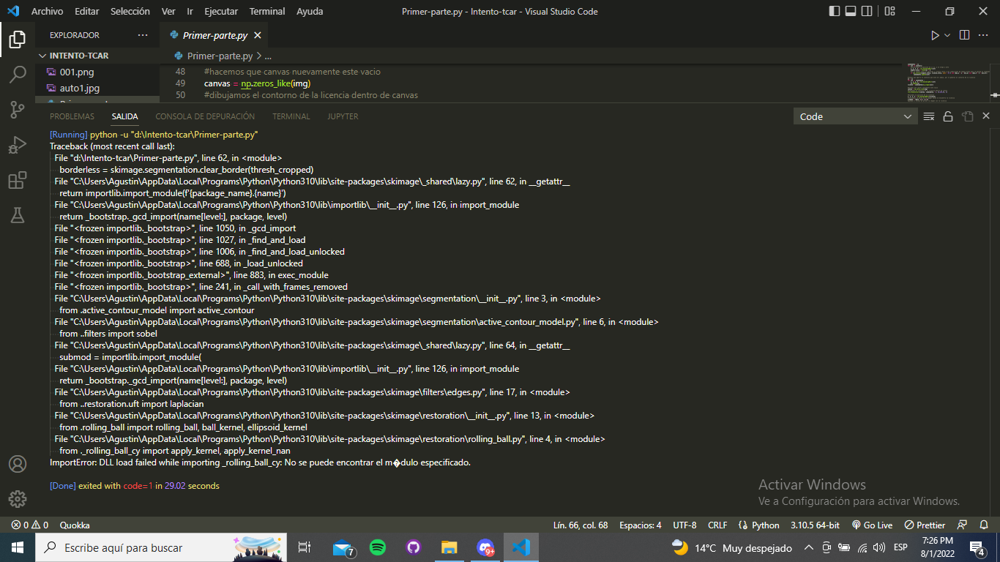 Archivo Editar Selección Ver Ir Ejecutar Terminal Ayuda
Primer-parte.py - Intento-tcar - Visual Studio Code
EXPLORADOR
Primer-parte.py
INTENTO-TCAR
Primer-parte.py > ...
001.png
auto1.jpg
48 #hacemos que canvas nuevamente este vacio
49 canvas = np.zeros_like(img)
50 #dibujamos el contorno de la licencia dentro de canvas
PROBLEMAS SALIDA CONSOLA DE DEPURACIÓN TERMINAL JUPYTER
Code
[Running] python -u "d:\Intento-tcar\Primer-parte.py"
Traceback (most recent call last):
File "d:\Intento-tcar\Primer-parte.py", line 62, in <module>
borderless = skimage.segmentation.clear_border(thresh_cropped)
File "C:\Users\Agustin\AppData\Local\Programs\Python\Python310\lib\site-packages\skimage\_shared\lazy.py", line 62, in __getattr__
return importlib.import_module(f'{package_name}.{name}')
File "C:\Users\Agustin\AppData\Local\Programs\Python\Python310\lib\importlib\__init__.py", line 126, in import_module
return _bootstrap._gcd_import(name[level:], package, level)
File "<frozen importlib._bootstrap>", line 1050, in _gcd_import
File "<frozen importlib._bootstrap>", line 1027, in _find_and_load
File "<frozen importlib._bootstrap>", line 1006, in _find_and_load_unlocked
File "<frozen importlib._bootstrap>", line 688, in _load_unlocked
File "<frozen importlib._bootstrap_external>", line 883, in exec_module
File "<frozen importlib._bootstrap>", line 241, in _call_with_frames_removed
File "C:\Users\Agustin\AppData\Local\Programs\Python\Python310\lib\site-packages\skimage\segmentation\__init__.py", line 3, in <module>
from .active_contour_model import active_contour
File "C:\Users\Agustin\AppData\Local\Programs\Python\Python310\lib\site-packages\skimage\segmentation\active_contour_model.py", line 6, in <module>
from ..filters import sobel
File "C:\Users\Agustin\AppData\Local\Programs\Python\Python310\lib\site-packages\skimage\_shared\lazy.py", line 64, in __getattr__
submod = importlib.import_module(
File "C:\Users\Agustin\AppData\Local\Programs\Python\Python310\lib\importlib\__init__.py", line 126, in import_module
return _bootstrap._gcd_import(name[level:], package, level)
File "C:\Users\Agustin\AppData\Local\Programs\Python\Python310\lib\site-packages\skimage\filters\edges.py", line 17, in <module>
from ..restoration.uft import laplacian
File "C:\Users\Agustin\AppData\Local\Programs\Python\Python310\lib\site-packages\skimage\restoration\__init__.py", line 13, in <module>
from .rolling_ball import rolling_ball, ball_kernel, ellipsoid_kernel
File "C:\Users\Agustin\AppData\Local\Programs\Python\Python310\lib\site-packages\skimage\restoration\rolling_ball.py", line 4, in <module>
from ._rolling_ball_cy import apply_kernel, apply_kernel_nan
ImportError: DLL load failed while importing _rolling_ball_cy: No se puede encontrar el m�dulo especificado.
[Done] exited with code=1 in 29.02 seconds
Activar Windows
Ve a Configuración para activar Windows.
0 0 Quokka
Lín. 66, col. 68 Espacios: 4 UTF-8 CRLF Python 3.10.5 64-bit Go Live Prettier
Escribe aquí para buscar
7
9+
14°C Muy despejado
ESP
7:26 PM
8/1/2022
4